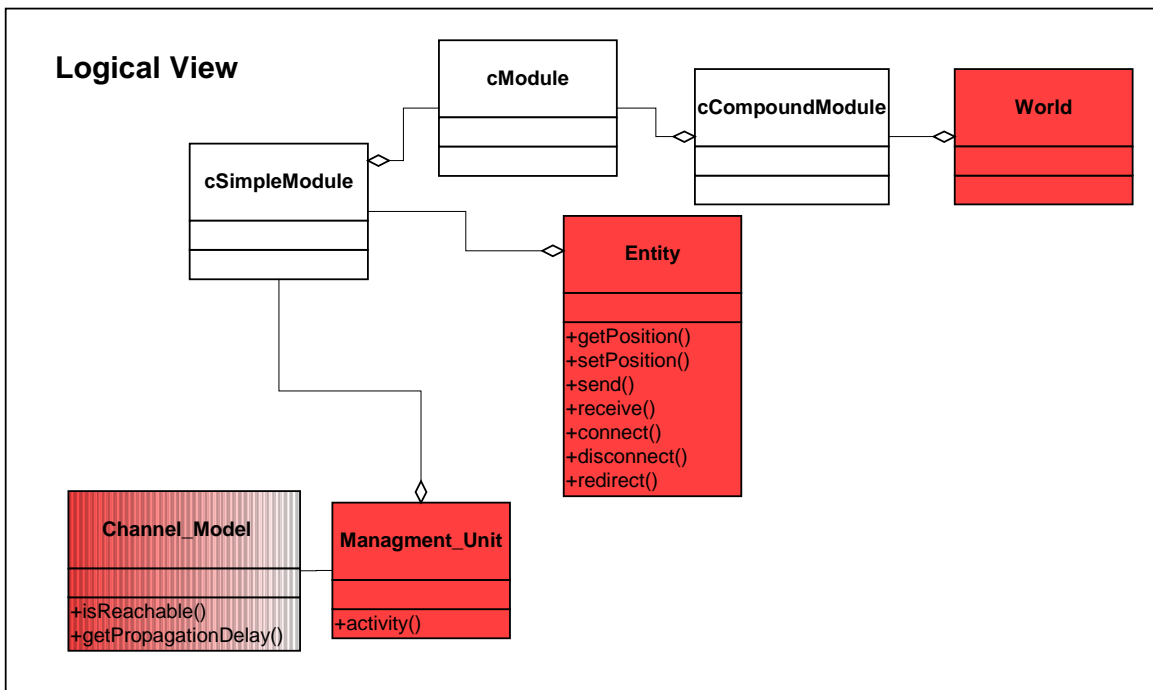 Logical View
cModule
cCompoundModule
World
cSimpleModule
Entity
+getPosition()
+setPosition()
+send()
+receive()
+connect()
+disconnect()
+redirect()
Channel_Model
+isReachable()
+getPropagationDelay()
Managment_Unit
+activity()